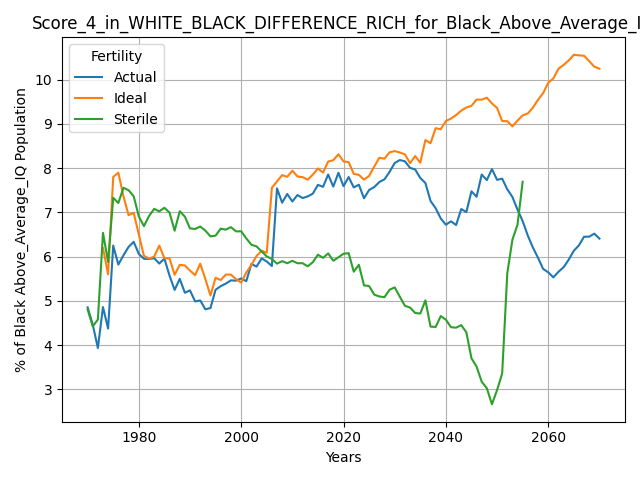 Score_4_in_WHITE_BLACK_DIFFERENCE_RICH_for_Black_Above_Average_I
Fertility
Actual
Ideal
Sterile
% of Black Above_Average_IQ Population
10
9
8
7
6
5
4
3
1980 2000 2020 2040 2060
Years